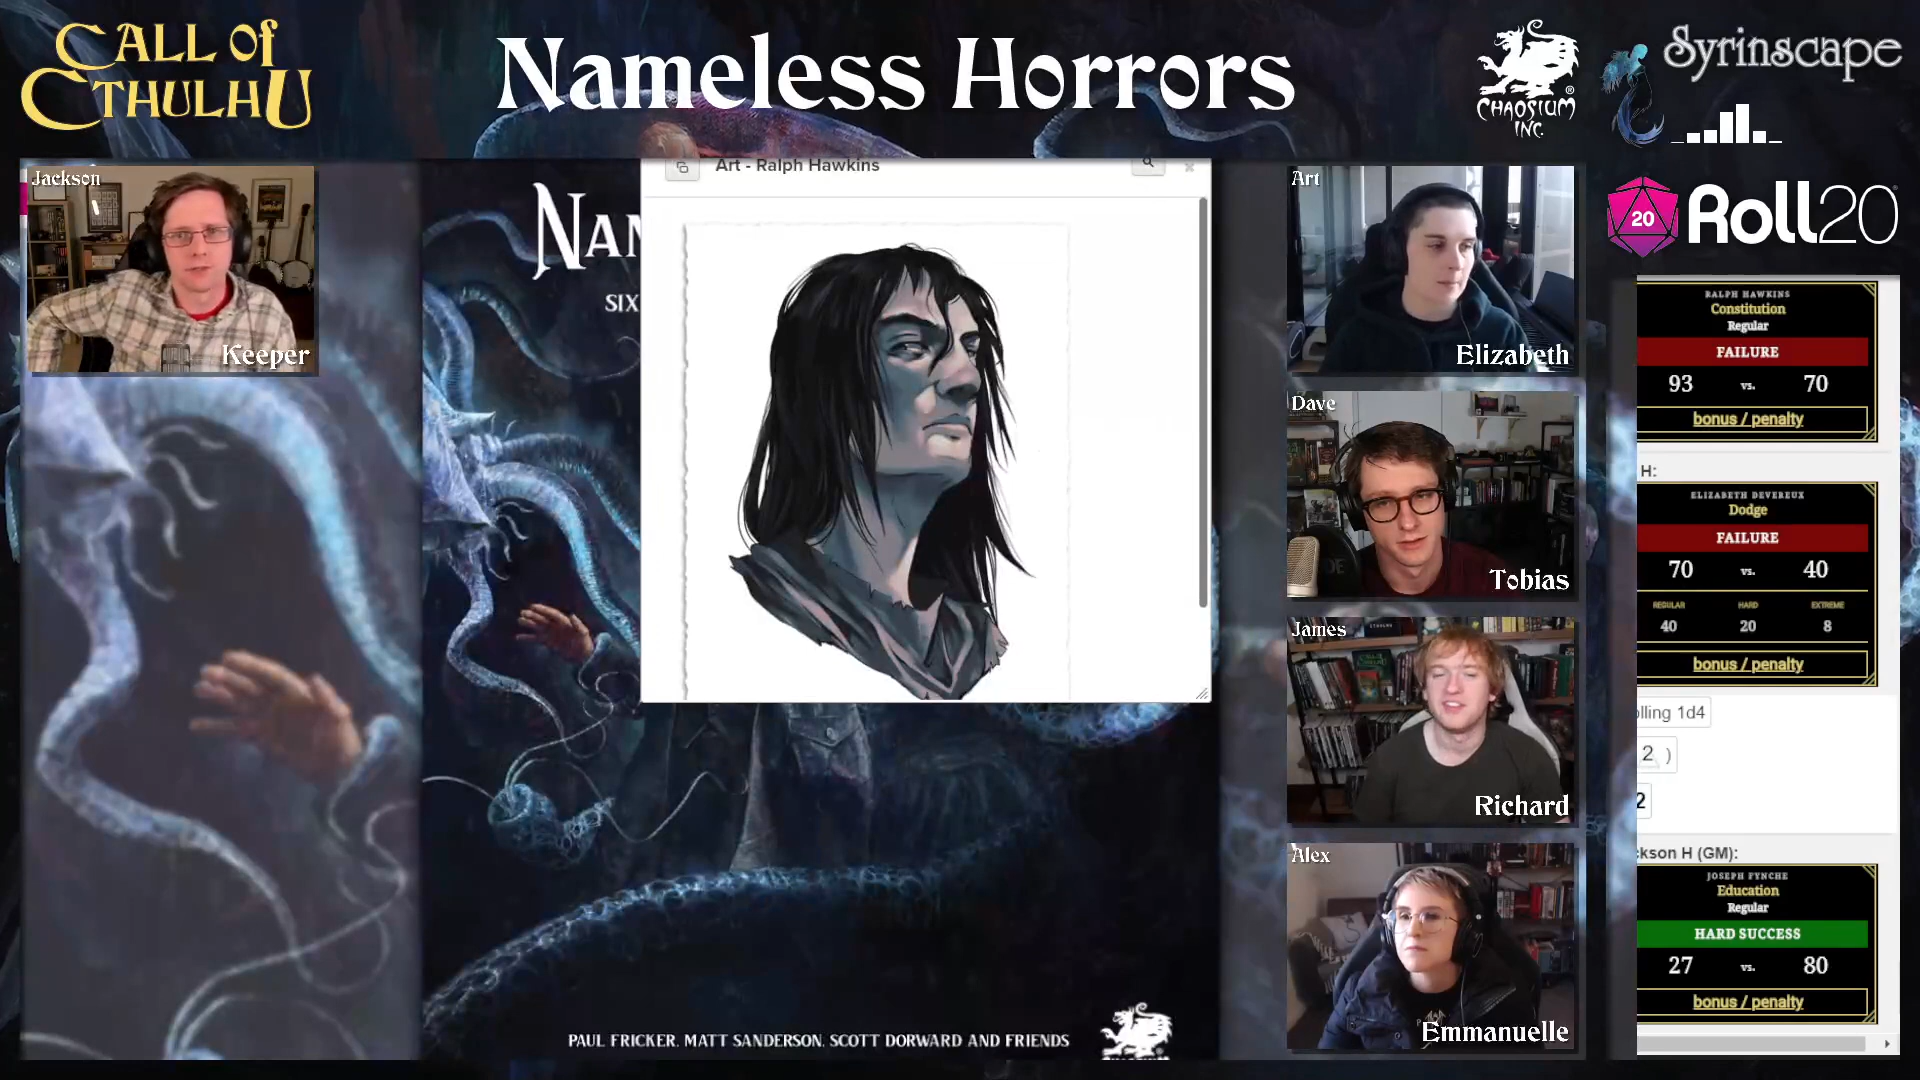 CALL of CTHULHU
Nameless Horrors
CHAOSIUM INC.
®
Syrinscape
20
Roll20
Jackson
Keeper
Art - Ralph Hawkins
NAM
SIX
PAUL FRICKER, MATT SANDERSON, SCOTT DORWARD AND FRIENDS
Art
Elizabeth
Dave
Tobias
James
Richard
Alex
Emmanuelle
RALPH HAWKINS
Constitution
Regular
FAILURE
93 vs. 70
bonus / penalty
H:
ELIZABETH DEVEREUX
Dodge
FAILURE
70 vs. 40
REGULAR HARD EXTREME
40 20 8
bonus / penalty
olling 1d4
2 )
2
kson H (GM):
JOSEPH FYNCHE
Education
Regular
HARD SUCCESS
27 vs. 80
bonus / penalty